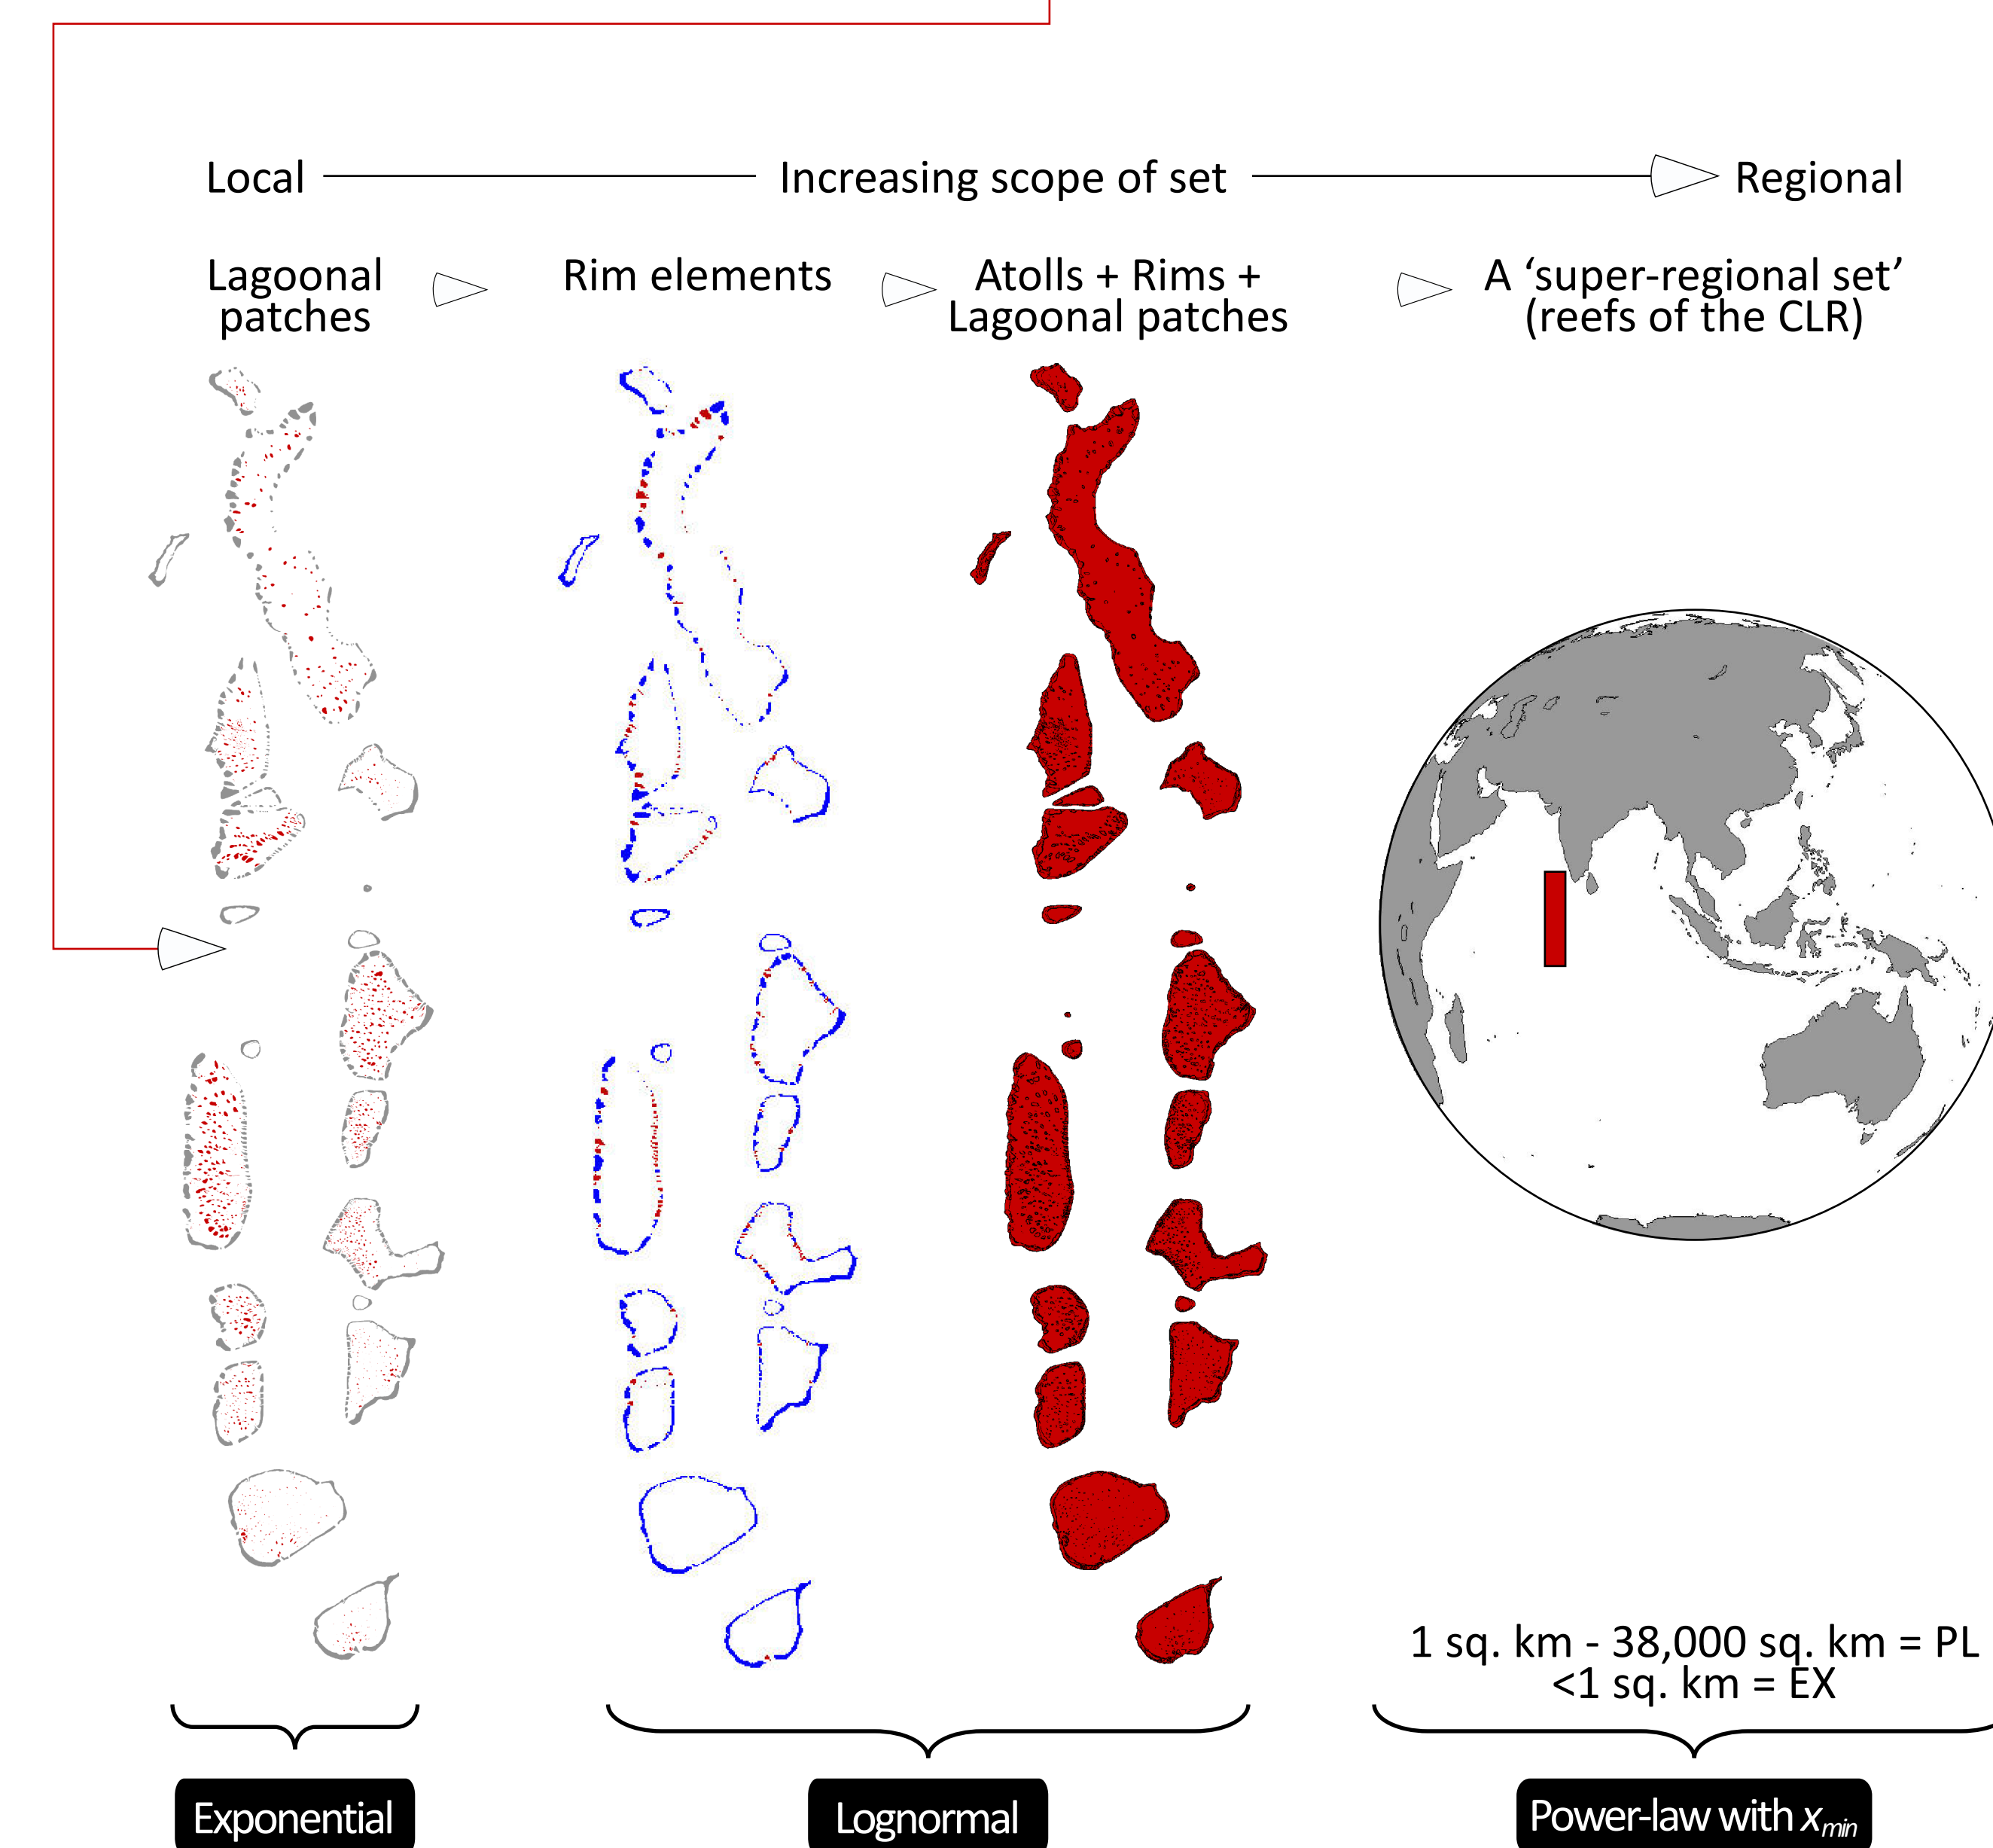 Local Increasing scope of set Regional
Lagoonal patches
Rim elements
Atolls + Rims +
Lagoonal patches
A ‘super-regional set’
(reefs of the CLR)
1 sq. km - 38,000 sq. km = PL
<1 sq. km = EX
Exponential
Lognormal
Power-law with xmin